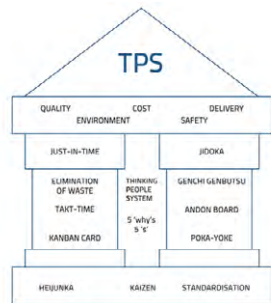 TPS
QUALITY COST DELIVERY
ENVIRONMENT SAFETY
JUST-IN-TIME
JIDOKA
ELIMINATION
OF WASTE
TAKT-TIME
KANBAN CARD
THINKING
PEOPLE
SYSTEM
5 'why's
5 's'
GENCHI GENBUTSU
ANDON BOARD
POKA-YOKE
HEIJUNKA KAIZEN STANDARDISATION